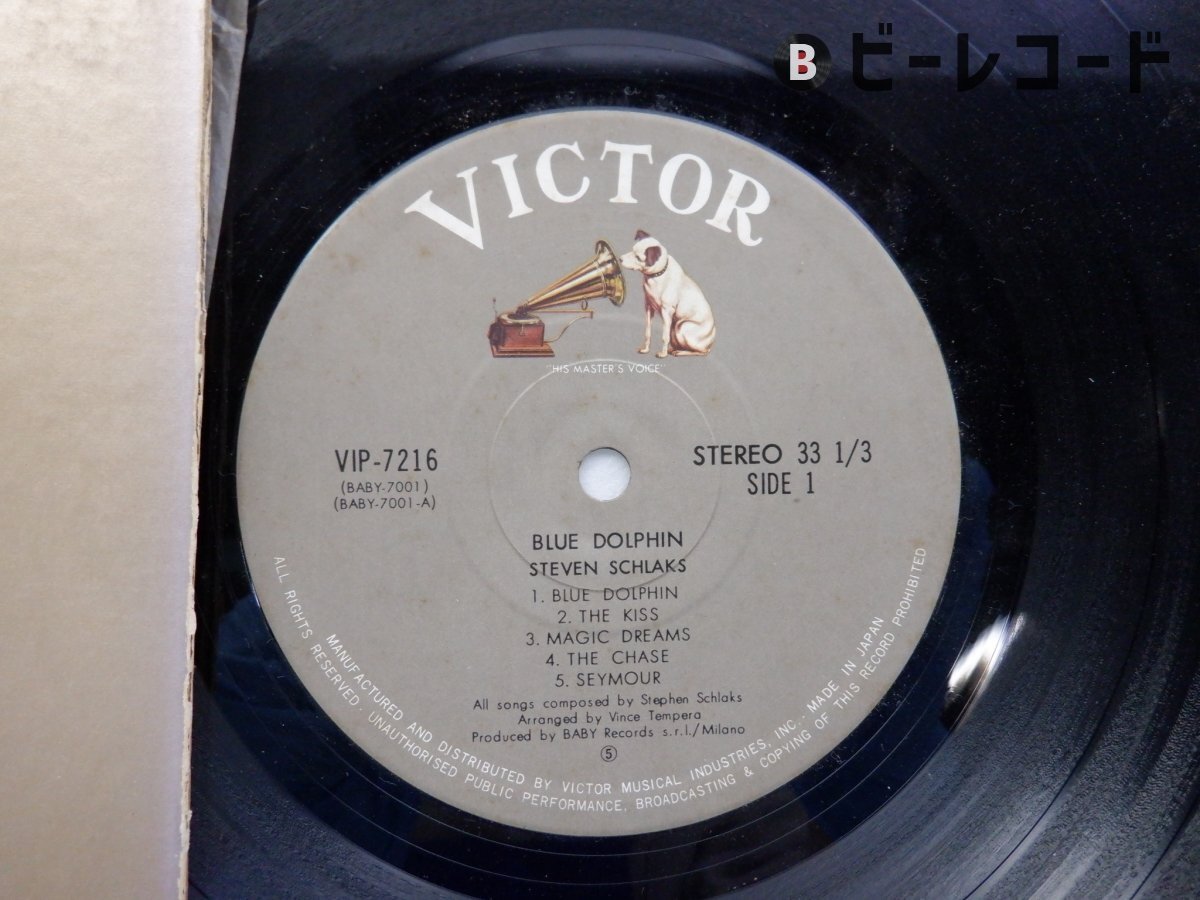 B ビーレコード
VICTOR
"HIS MASTER'S VOICE"
VIP-7216
(BABY-7001)
(BABY-7001-A)
STEREO 33 1/3
SIDE 1
BLUE DOLPHIN
STEVEN SCHLAKS
1. BLUE DOLPHIN
2. THE KISS
3. MAGIC DREAMS
4. THE CHASE
5. SEYMOUR
All songs composed by Stephen Schlaks
Arranged by Vince Tempera
Produced by BABY Records s.r.l./Milano
⑤
MANUFACTURED AND DISTRIBUTED BY VICTOR MUSICAL INDUSTRIES, INC., MADE IN JAPAN
ALL RIGHTS RESERVED. UNAUTHORISED PUBLIC PERFORMANCE, BROADCASTING & COPYING OF THIS RECORD PROHIBITED